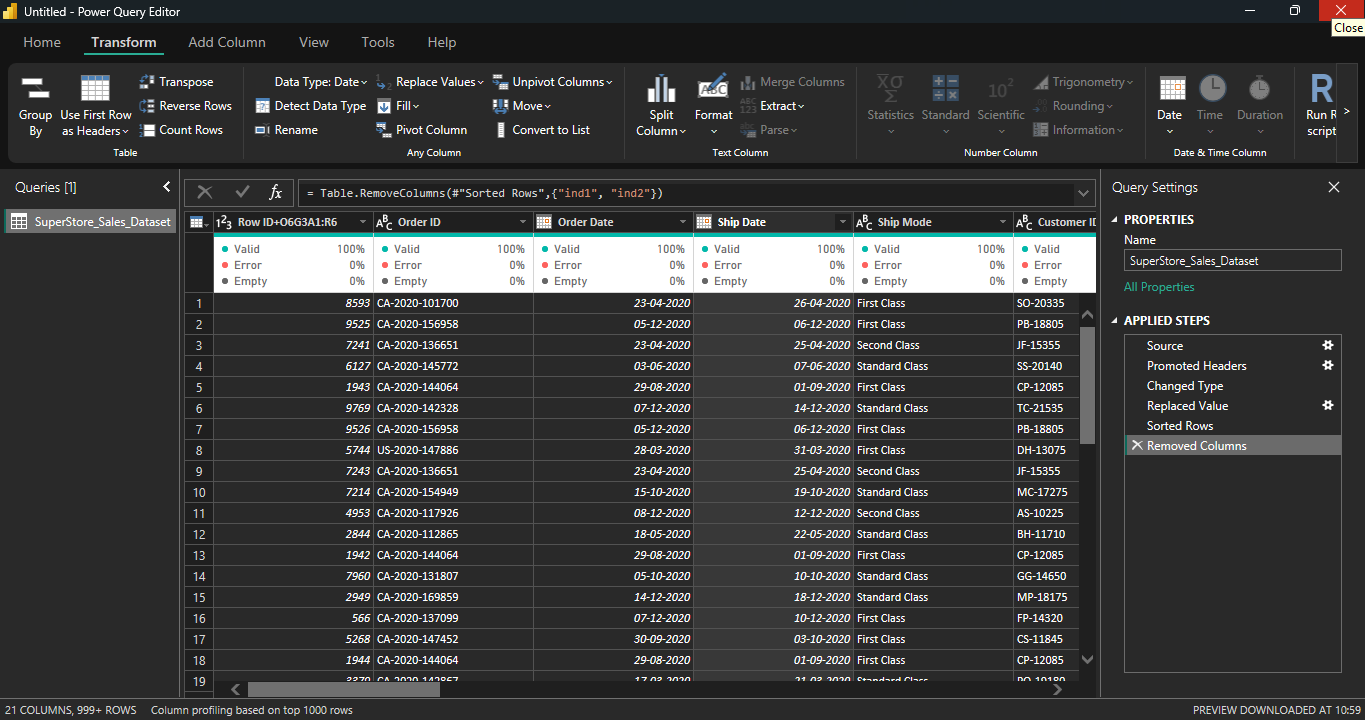 Untitled - Power Query Editor
Close
Home Transform Add Column View Tools Help
Group By
Use First Row as Headers
Transpose
Reverse Rows
Count Rows
Table
Data Type: Date
Detect Data Type
Rename
Replace Values
Fill
Pivot Column
Unpivot Columns
Move
Convert to List
Any Column
Split Column
ABC
Format
Merge Columns
ABC 123
Extract
Parse
Text Column
XΣσ
Statistics
Standard
10²
Scientific
Trigonometry
Rounding
Information
Number Column
Date
Time
Duration
Date & Time Column
R
Run R script
Queries [1]
SuperStore_Sales_Dataset
fx
= Table.RemoveColumns(#"Sorted Rows",{"ind1", "ind2"})
1²3 Row ID+O6G3A1:R6 ABC Order ID Order Date Ship Date ABC Ship Mode ABC Customer ID
Valid 100% Valid 100% Valid 100% Valid 100% Valid 100% Valid
Error 0% Error 0% Error 0% Error 0% Error 0% Error
Empty 0% Empty 0% Empty 0% Empty 0% Empty 0% Empty
1 8593 CA-2020-101700 23-04-2020 26-04-2020 First Class SO-20335
2 9525 CA-2020-156958 05-12-2020 06-12-2020 First Class PB-18805
3 7241 CA-2020-136651 23-04-2020 25-04-2020 Second Class JF-15355
4 6127 CA-2020-145772 03-06-2020 07-06-2020 Standard Class SS-20140
5 1943 CA-2020-144064 29-08-2020 01-09-2020 First Class CP-12085
6 9769 CA-2020-142328 07-12-2020 14-12-2020 Standard Class TC-21535
7 9526 CA-2020-156958 05-12-2020 06-12-2020 First Class PB-18805
8 5744 US-2020-147886 28-03-2020 31-03-2020 First Class DH-13075
9 7243 CA-2020-136651 23-04-2020 25-04-2020 Second Class JF-15355
10 7214 CA-2020-154949 15-10-2020 19-10-2020 Standard Class MC-17275
11 4953 CA-2020-117926 08-12-2020 12-12-2020 Second Class AS-10225
12 2844 CA-2020-112865 18-05-2020 22-05-2020 Standard Class BH-11710
13 1942 CA-2020-144064 29-08-2020 01-09-2020 First Class CP-12085
14 7960 CA-2020-131807 05-10-2020 10-10-2020 Standard Class GG-14650
15 2949 CA-2020-169859 14-12-2020 18-12-2020 Standard Class MP-18175
16 566 CA-2020-137099 07-12-2020 10-12-2020 First Class FP-14320
17 5268 CA-2020-147452 30-09-2020 03-10-2020 First Class CS-11845
18 1944 CA-2020-144064 29-08-2020 01-09-2020 First Class CP-12085
19
Query Settings
PROPERTIES
Name
SuperStore_Sales_Dataset
All Properties
APPLIED STEPS
Source
Promoted Headers
Changed Type
Replaced Value
Sorted Rows
Removed Columns
21 COLUMNS, 999+ ROWS Column profiling based on top 1000 rows
PREVIEW DOWNLOADED AT 10:59